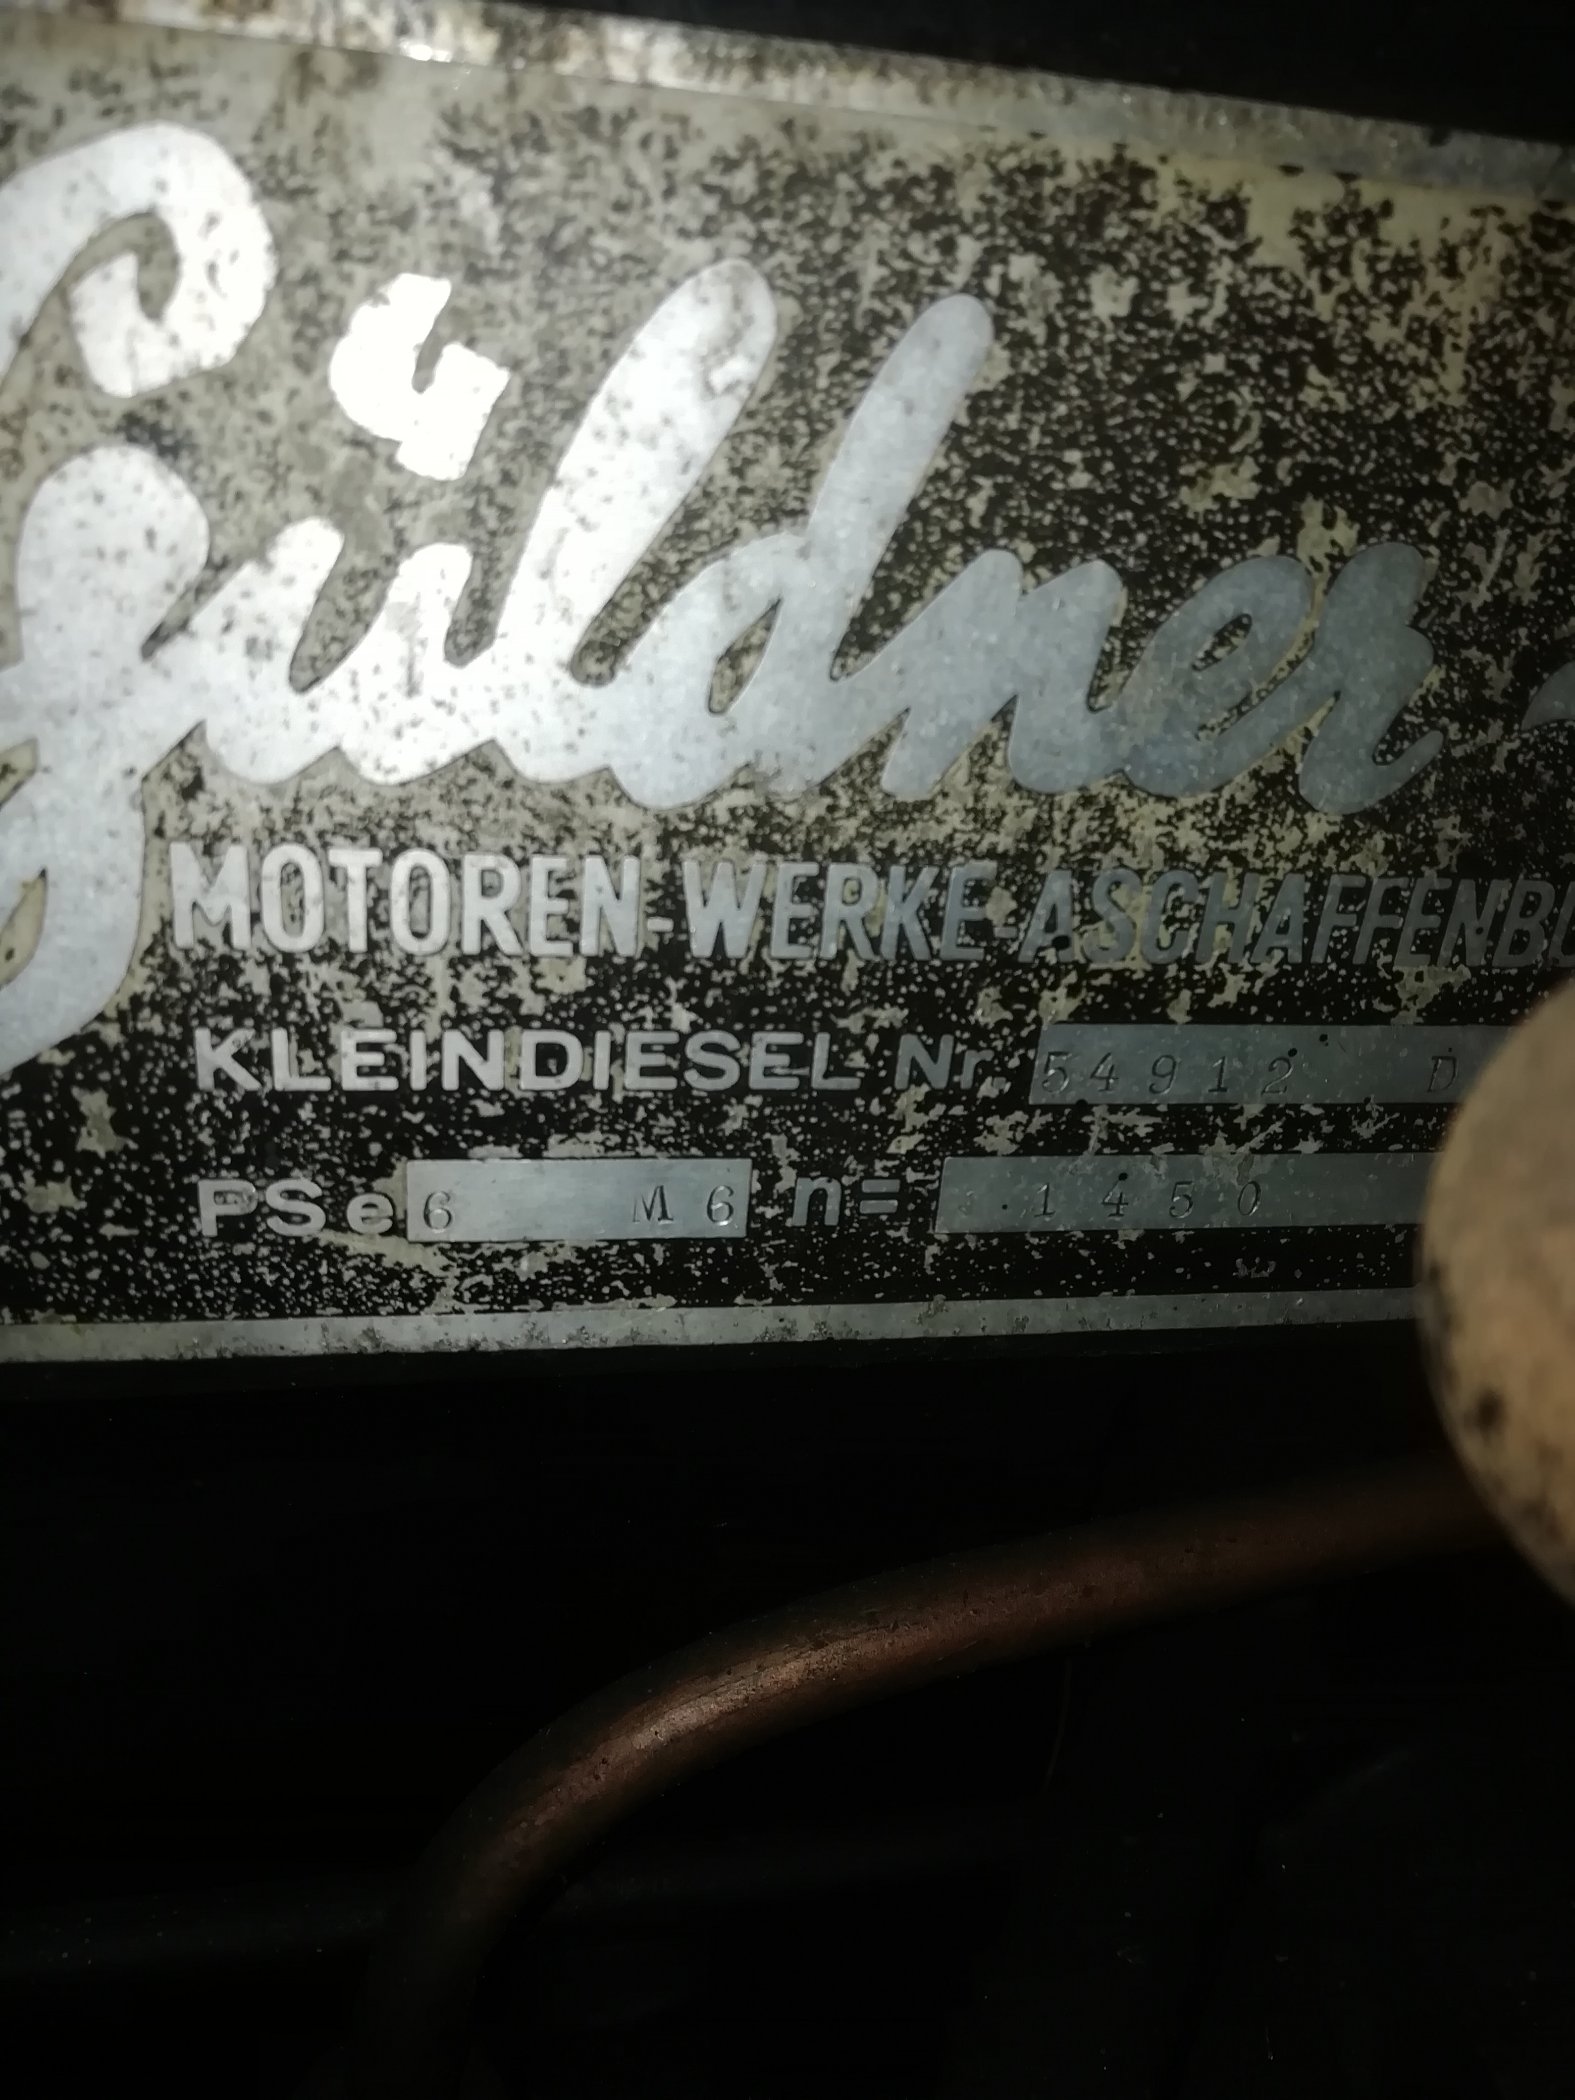 Güldner-
MOTOREN-WERKE-ASCHAFFENBU
KLEINDIESEL Nr. 54912 D
PSe 6 M6 n= 1450